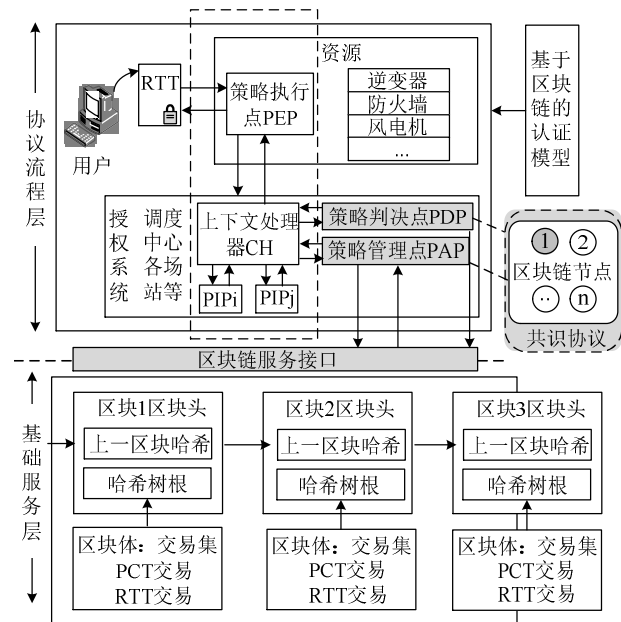 协议流程层
用户
RTT
策略执行
点PEP
资源
逆变器
防火墙
风电机
...
基于
区块
链的
认证
模型
授权系统
调度
中心
各场
站等
上下文处理
器CH
PIPi
PIPj
策略判决点PDP
策略管理点PAP
1
2
区块链节点
..
n
共识协议
区块链服务接口
基础服务层
区块1区块头
上一区块哈希
哈希树根
区块体：交易集
PCT交易
RTT交易
区块2区块头
上一区块哈希
哈希树根
区块体：交易集
PCT交易
RTT交易
区块3区块头
上一区块哈希
哈希树根
区块体：交易集
PCT交易
RTT交易